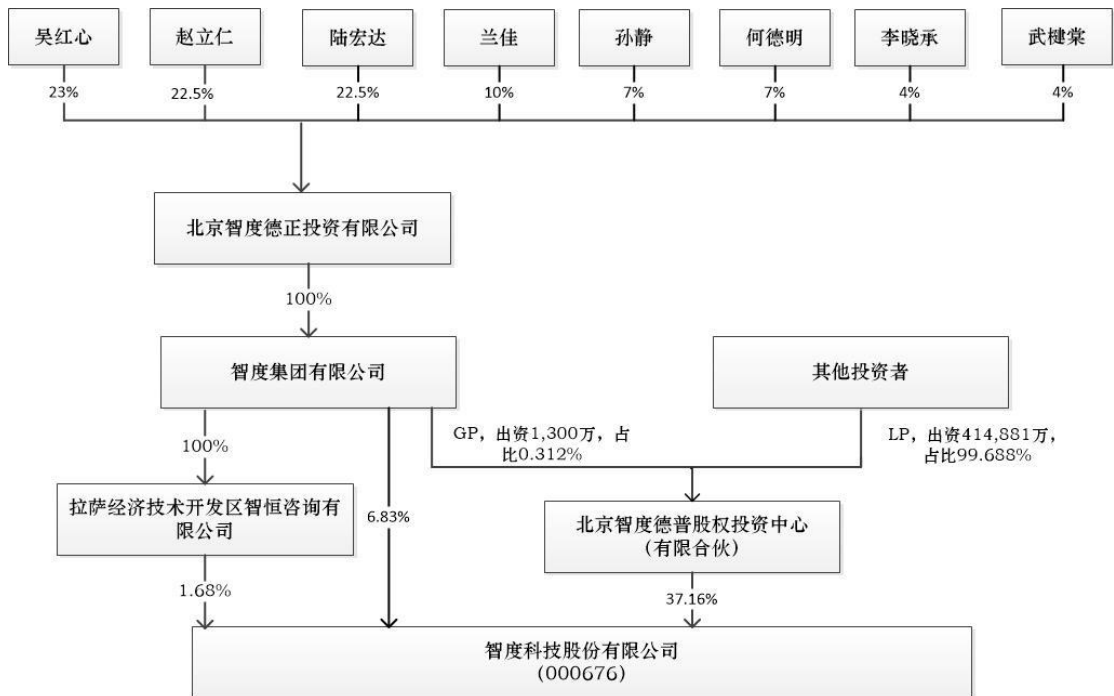 吴红心
赵立仁
陆宏达
兰佳
孙静
何德明
李晓承
武楗棠
23%
22.5%
22.5%
10%
7%
7%
4%
4%
北京智度德正投资有限公司
100%
智度集团有限公司
其他投资者
GP，出资1,300万，占
比0.312%
LP，出资414,881万，
占比99.688%
100%
拉萨经济技术开发区智恒咨询有
限公司
6.83%
北京智度德普股权投资中心
（有限合伙）
1.68%
37.16%
智度科技股份有限公司
（000676）